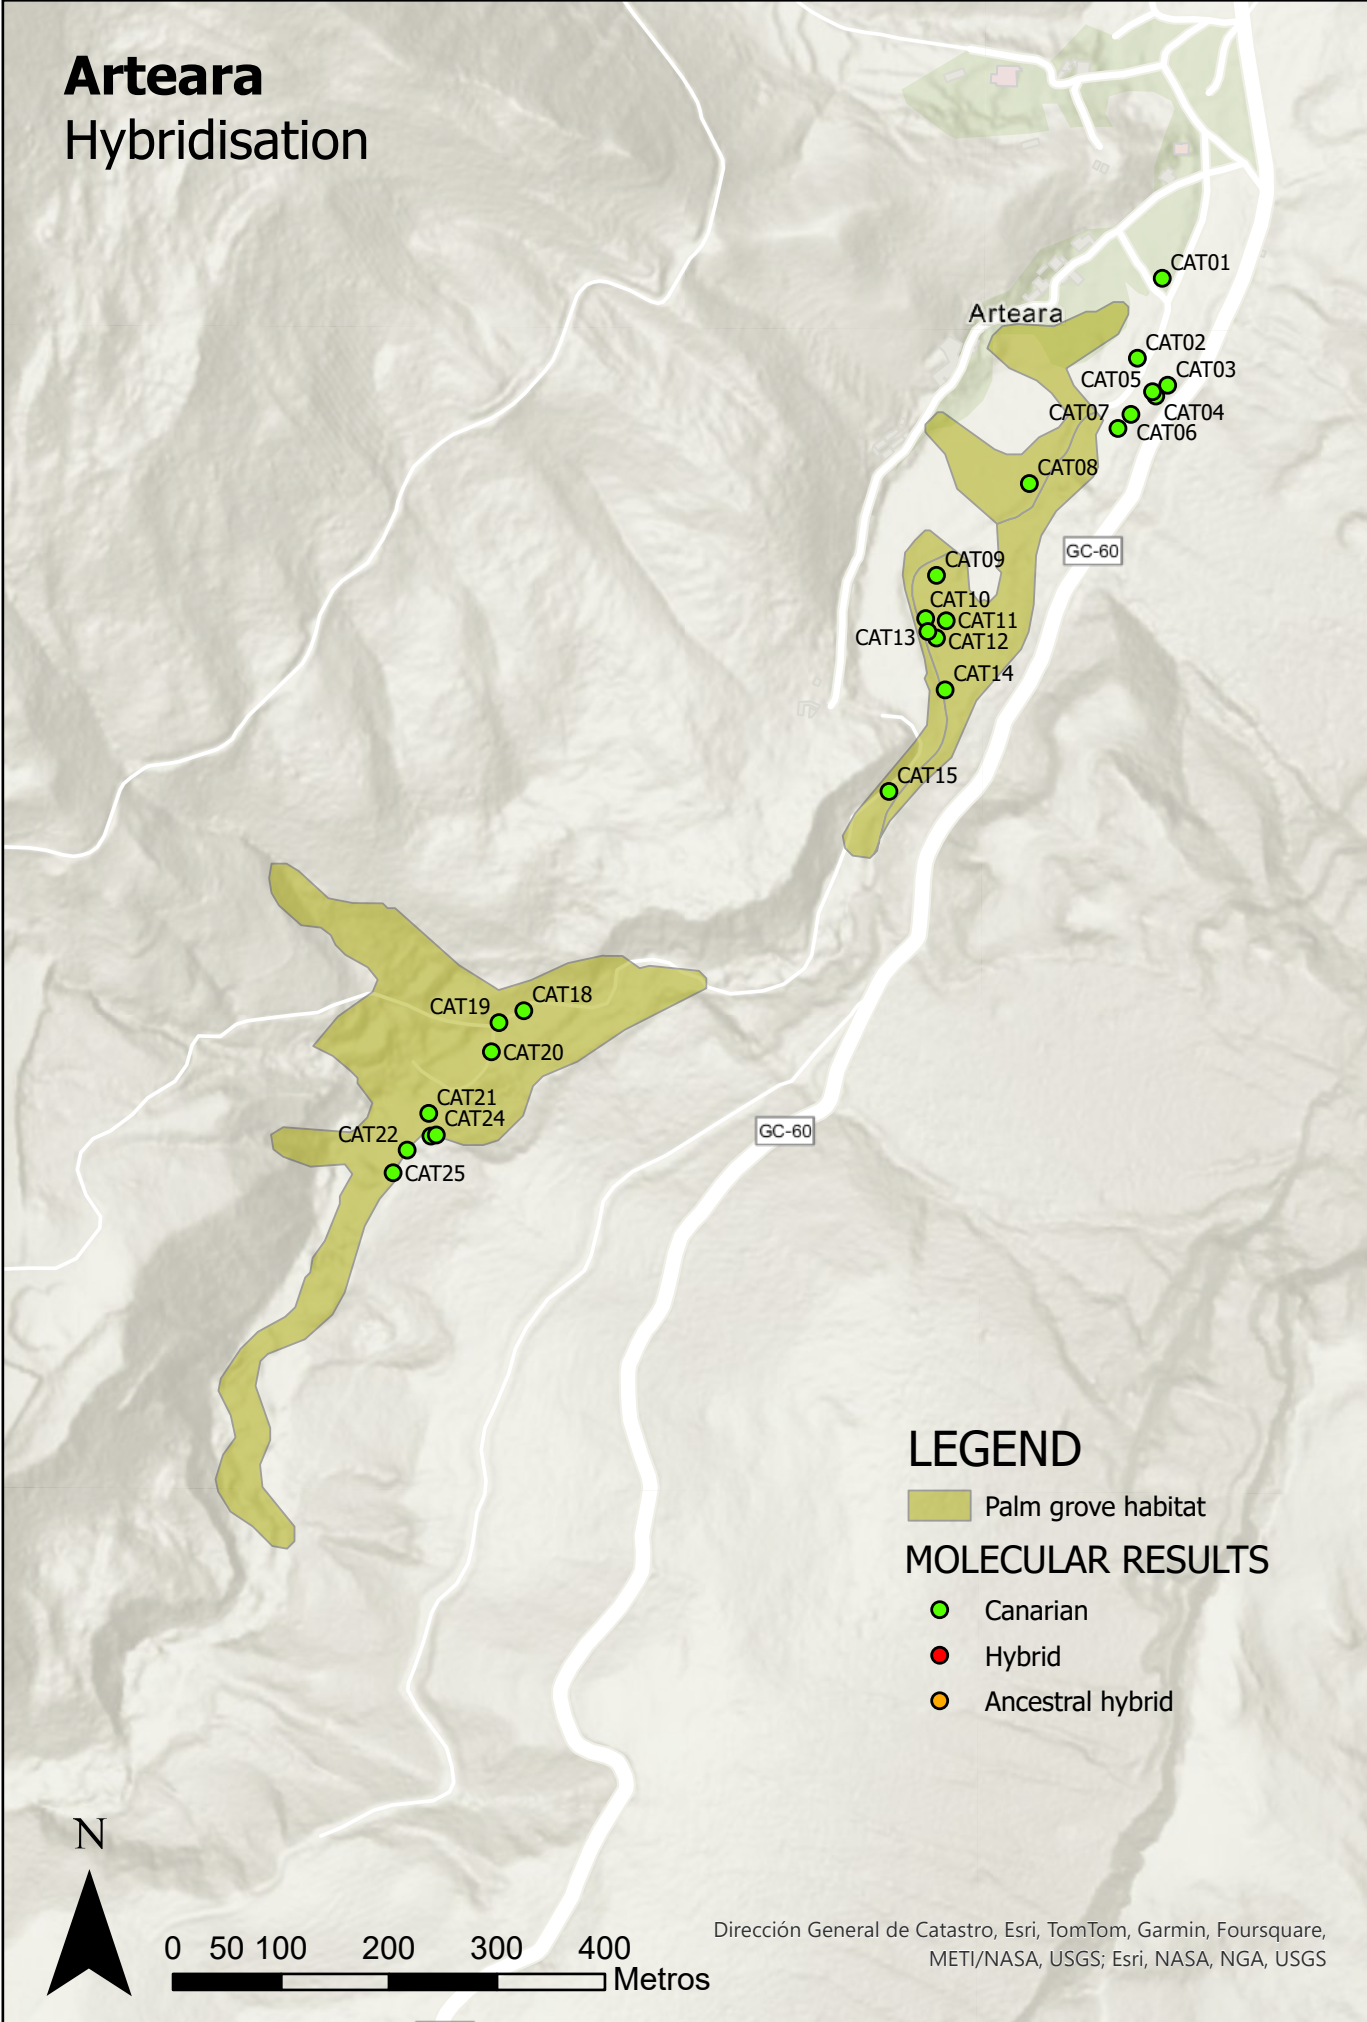 Arteara
Hybridisation
CAT01
Arteara
CAT02
CAT03
CAT05
CAT04
CAT07
CAT06
CAT08
GC-60
CAT09
CAT10
CAT11
CAT13
CAT12
CAT14
CAT15
CAT18
CAT19
CAT20
CAT21
CAT24
CAT22
GC-60
CAT25
LEGEND
Palm grove habitat
MOLECULAR RESULTS
Canarian
Hybrid
Ancestral hybrid
N
0 50 100 200 300 400
Metros
Dirección General de Catastro, Esri, TomTom, Garmin, Foursquare,
METI/NASA, USGS; Esri, NASA, NGA, USGS